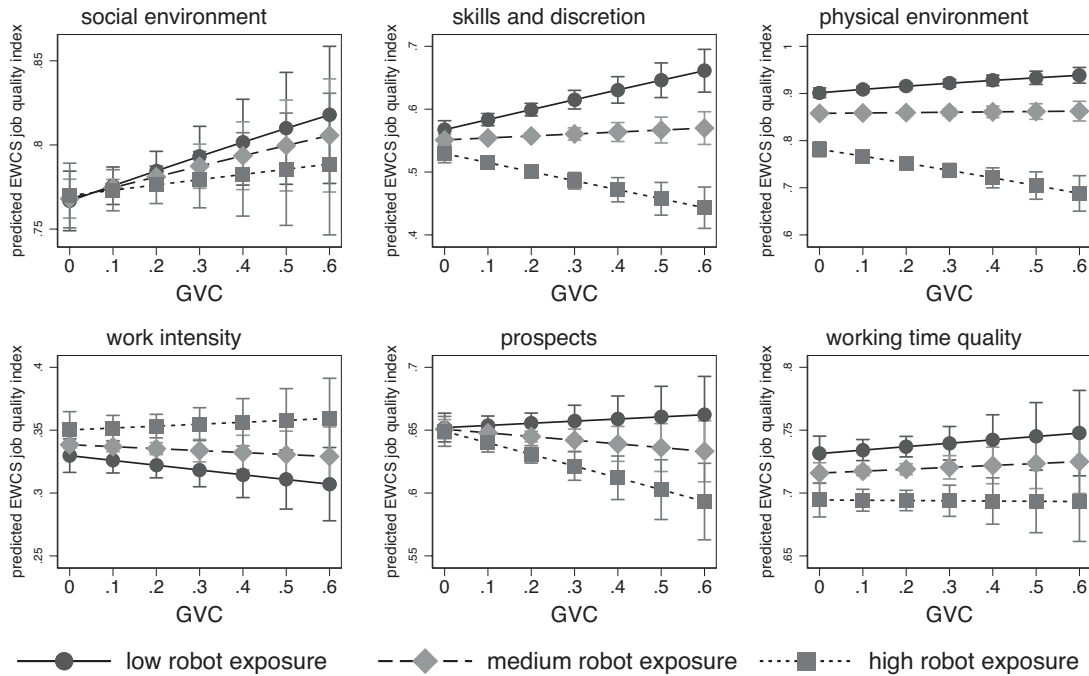 social environment
predicted EWCS job quality index
.75
.8
.85
0 .1 .2 .3 .4 .5 .6
GVC
skills and discretion
predicted EWCS job quality index
.4
.5
.6
.7
0 .1 .2 .3 .4 .5 .6
GVC
physical environment
predicted EWCS job quality index
.6
.7
.8
.9
1
0 .1 .2 .3 .4 .5 .6
GVC
work intensity
predicted EWCS job quality index
.25
.3
.35
.4
0 .1 .2 .3 .4 .5 .6
GVC
prospects
predicted EWCS job quality index
.55
.6
.65
.7
0 .1 .2 .3 .4 .5 .6
GVC
working time quality
predicted EWCS job quality index
.65
.7
.75
.8
0 .1 .2 .3 .4 .5 .6
GVC
low robot exposure
medium robot exposure
high robot exposure